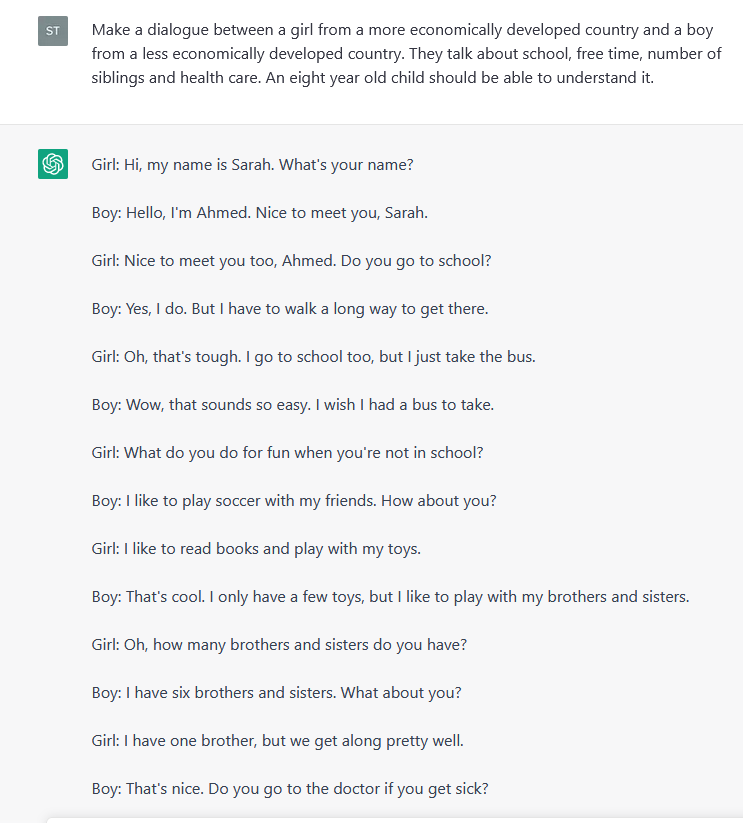 ST
Make a dialogue between a girl from a more economically developed country and a boy
from a less economically developed country. They talk about school, free time, number of
siblings and health care. An eight year old child should be able to understand it.
Girl: Hi, my name is Sarah. What's your name?
Boy: Hello, I'm Ahmed. Nice to meet you, Sarah.
Girl: Nice to meet you too, Ahmed. Do you go to school?
Boy: Yes, I do. But I have to walk a long way to get there.
Girl: Oh, that's tough. I go to school too, but I just take the bus.
Boy: Wow, that sounds so easy. I wish I had a bus to take.
Girl: What do you do for fun when you're not in school?
Boy: I like to play soccer with my friends. How about you?
Girl: I like to read books and play with my toys.
Boy: That's cool. I only have a few toys, but I like to play with my brothers and sisters.
Girl: Oh, how many brothers and sisters do you have?
Boy: I have six brothers and sisters. What about you?
Girl: I have one brother, but we get along pretty well.
Boy: That's nice. Do you go to the doctor if you get sick?